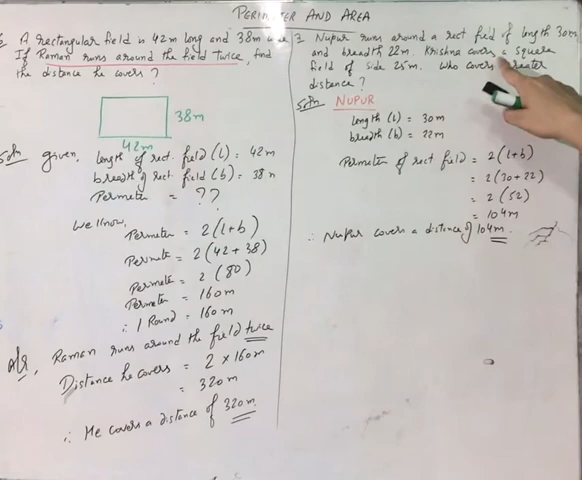 PERIMETER AND AREA
A rectangular field is 42m long and 38m wide
If Raman runs around the field twice, find
the distance he covers ?
38m
42m
Soln given, length of rect. field (l) = 42m
breadth of rect field (b) = 38m
Perimeter = ??
We know,
Perimeter = 2(l+b)
Perimeter = 2(42+38)
Perimeter = 2(80)
Perimeter = 160m
∴ 1 Round = 160m
Raman runs around the field twice
Distance he covers = 2 × 160m
= 320m
∴ He covers a distance of 320m
Nupur runs around a rect field of length 30m
and breadth 22m. Krishna covers a square
field of side 25m. Who covers greater
distance ?
Soln NUPUR
length (l) = 30m
breadth (b) = 22m
Perimeter of rect field = 2(l+b)
= 2(30+22)
= 2(52)
= 104m
∴ Nupur covers a distance of 104m